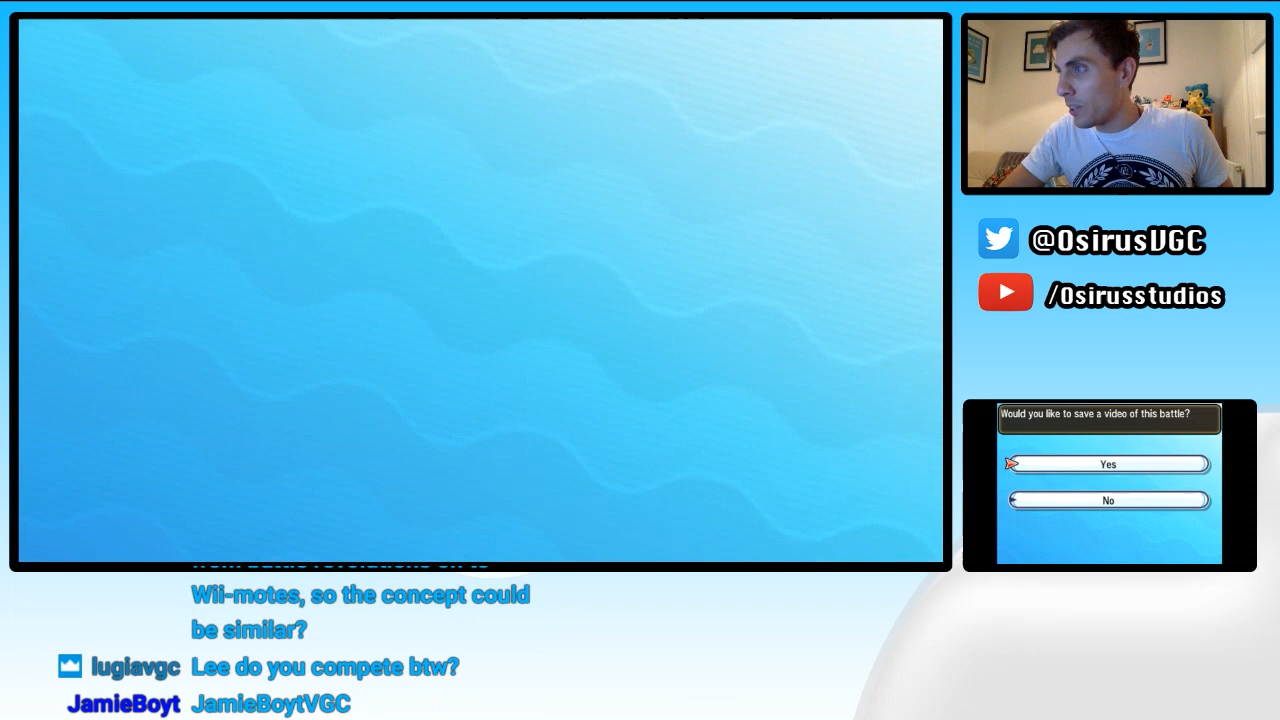 @OsirusVGC
/Osirusstudios
Would you like to save a video of this battle?
Yes
No
Wii-motes, so the concept could
be similar?
lugiavgc Lee do you compete btw?
JamieBoyt JamieBoytVGC